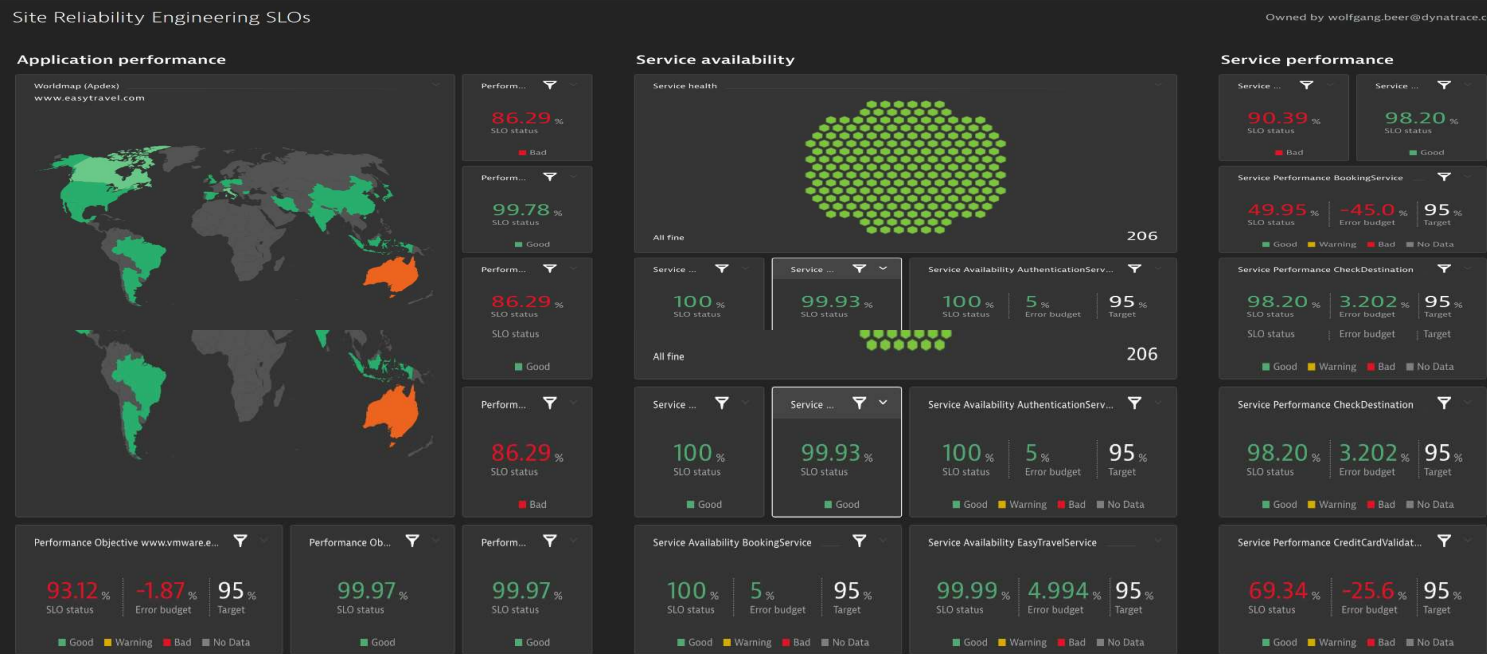 Site Reliability Engineering SLOs
Owned by wolfgang.beer@dynatrace.c
Application performance
Worldmap (Apdex)
www.easytravel.com
Perform...
86.29 %
SLO status
Bad
Perform...
99.78 %
SLO status
Good
Perform...
86.29 %
SLO status
SLO status
Good
Perform...
86.29 %
SLO status
Bad
Performance Objective www.vmware.e...
93.12 % -1.87 % 95 %
SLO status Error budget Target
Good Warning Bad No Data
Performance Ob...
99.97 %
SLO status
Good
Perform...
99.97 %
SLO status
Good
Service availability
Service health
All fine 206
Service ...
100 %
SLO status
Service ...
99.93 %
SLO status
Service Availability AuthenticationServ...
100 % 5 % 95 %
SLO status Error budget Target
All fine 206
Service ...
100 %
SLO status
Good
Service ...
99.93 %
SLO status
Good
Service Availability AuthenticationServ...
100 % 5 % 95 %
SLO status Error budget Target
Good Warning Bad No Data
Service Availability BookingService
100 % 5 % 95 %
SLO status Error budget Target
Good Warning Bad No Data
Service Availability EasyTravelService
99.99 % 4.994 % 95 %
SLO status Error budget Target
Good Warning Bad No Data
Service performance
Service ...
90.39 %
SLO status
Bad
Service ...
98.20 %
SLO status
Good
Service Performance BookingService
49.95 % -45.0 % 95 %
SLO status Error budget Target
Good Warning Bad No Data
Service Performance CheckDestination
98.20 % 3.202 % 95 %
SLO status Error budget Target
SLO status Error budget Target
Good Warning Bad No Data
Service Performance CheckDestination
98.20 % 3.202 % 95 %
SLO status Error budget Target
Good Warning Bad No Data
Service Performance CreditCardValidat...
69.34 % -25.6 % 95 %
SLO status Error budget Target
Good Warning Bad No Data